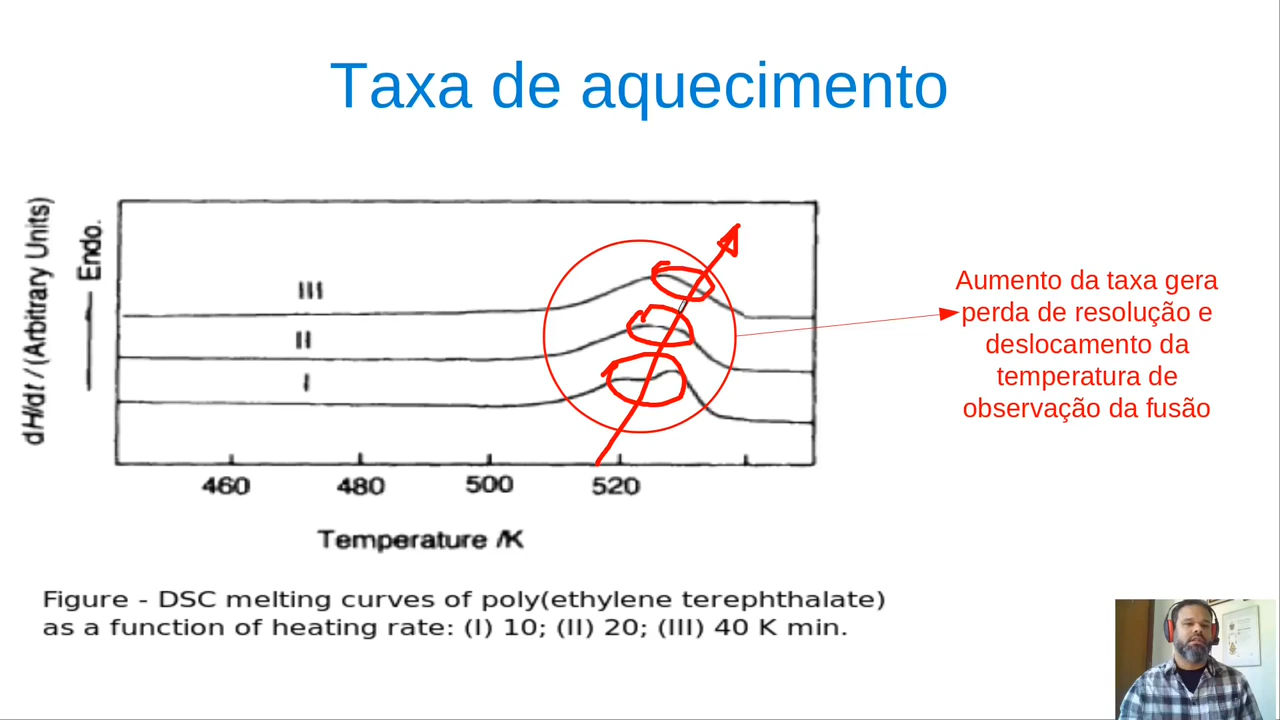 Taxa de aquecimento
dH/dt / (Arbitrary Units)
Endo.
III
II
I
460 480 500 520
Temperature /K
Aumento da taxa gera
perda de resolução e
deslocamento da
temperatura de
observação da fusão
Figure - DSC melting curves of poly(ethylene terephthalate)
as a function of heating rate: (I) 10; (II) 20; (III) 40 K min.